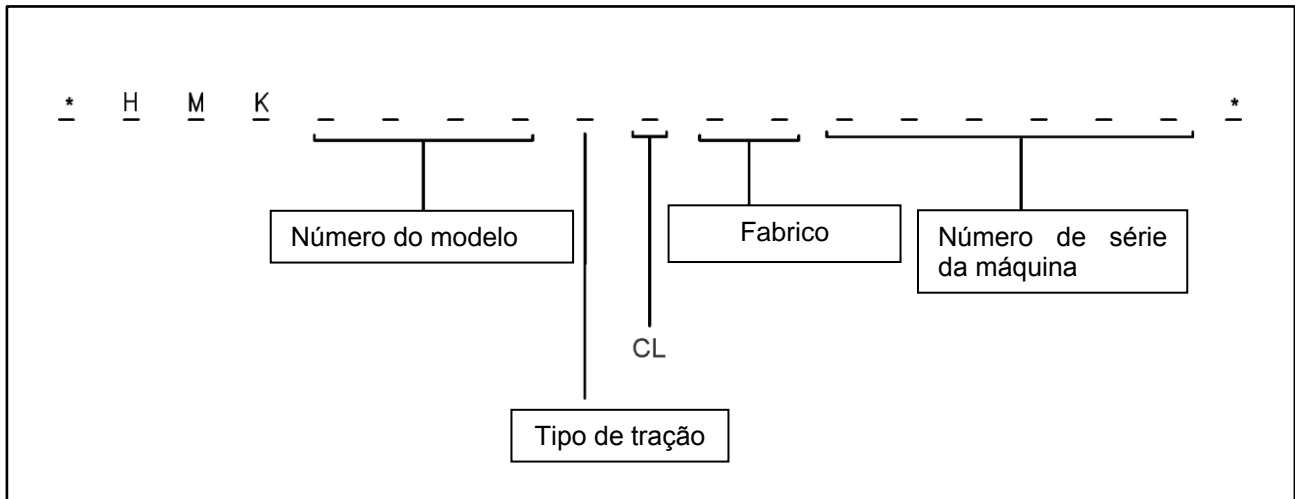 * H M K _ _ _ _ _ _ _ _ _ _ _ _ _ _ *
Número do modelo
Fabrico
Número de série
da máquina
CL
Tipo de tração